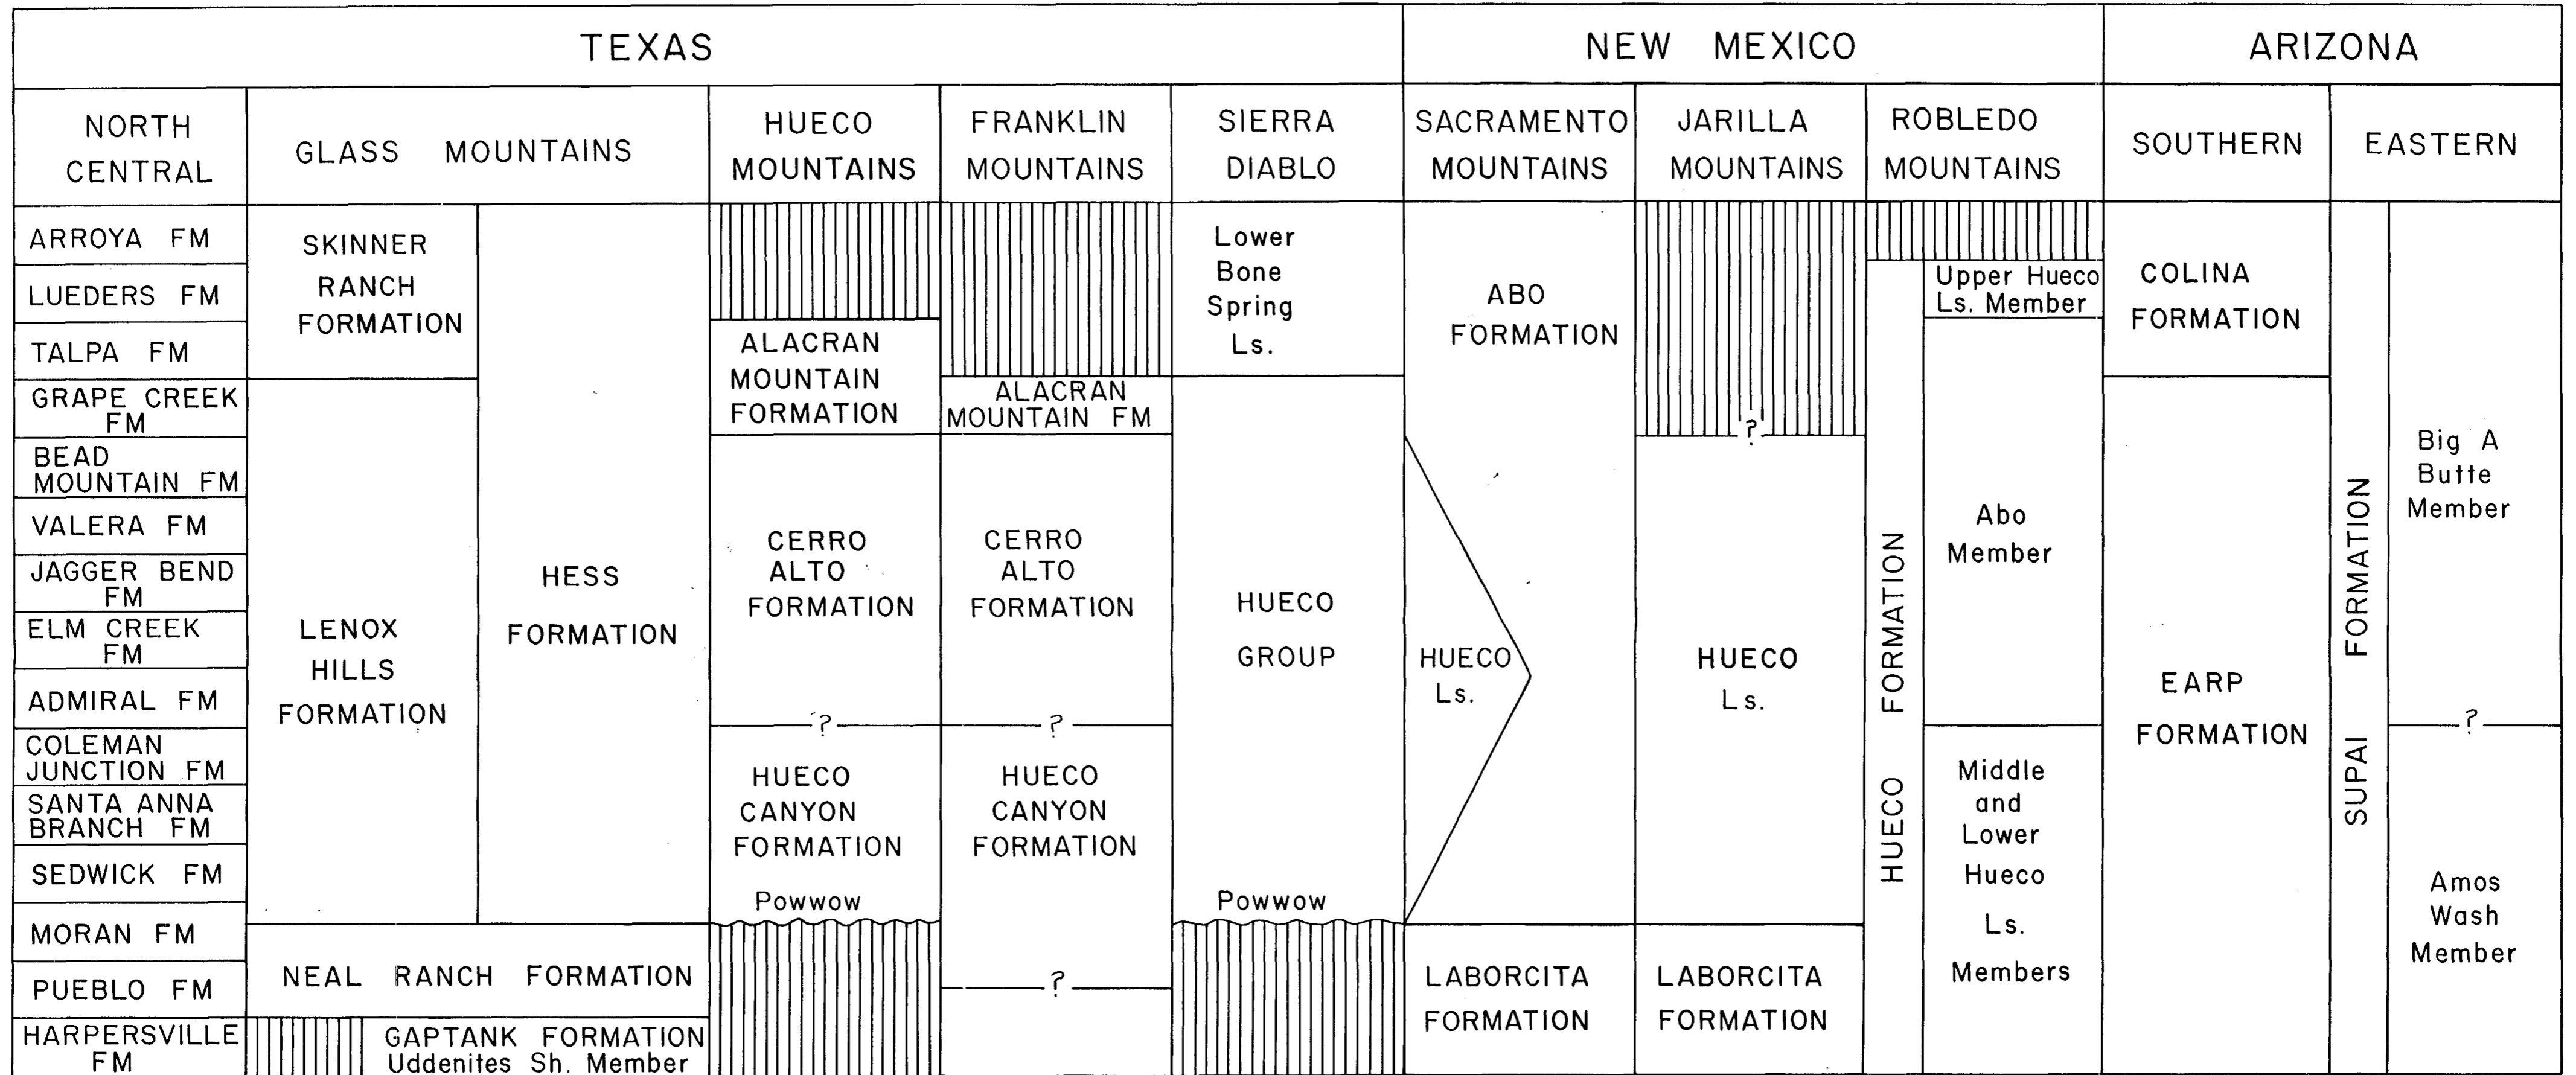 TEXAS
NEW MEXICO
ARIZONA
NORTH
CENTRAL
GLASS MOUNTAINS
HUECO
MOUNTAINS
FRANKLIN
MOUNTAINS
SIERRA
DIABLO
SACRAMENTO
MOUNTAINS
JARILLA
MOUNTAINS
ROBLEDO
MOUNTAINS
SOUTHERN
EASTERN
ARROYA FM
LUEDERS FM
TALPA FM
GRAPE CREEK
FM
BEAD
MOUNTAIN FM
VALERA FM
JAGGER BEND
FM
ELM CREEK
FM
ADMIRAL FM
COLEMAN
JUNCTION FM
SANTA ANNA
BRANCH FM
SEDWICK FM
MORAN FM
PUEBLO FM
HARPERSVILLE
FM
SKINNER
RANCH
FORMATION
LENOX
HILLS
FORMATION
HESS
FORMATION
NEAL RANCH FORMATION
GAPTANK FORMATION
Uddenites Sh. Member
ALACRAN
MOUNTAIN
FORMATION
CERRO
ALTO
FORMATION
?
HUECO
CANYON
FORMATION
Powwow
ALACRAN
MOUNTAIN FM
CERRO
ALTO
FORMATION
?
HUECO
CANYON
FORMATION
?
Lower
Bone
Spring
Ls.
HUECO
GROUP
Powwow
ABO
FORMATION
HUECO
Ls.
LABORCITA
FORMATION
?
HUECO
Ls.
LABORCITA
FORMATION
HUECO FORMATION
Upper Hueco
Ls. Member
Abo
Member
Middle
and
Lower
Hueco
Ls.
Members
COLINA
FORMATION
EARP
FORMATION
SUPAI FORMATION
Big A
Butte
Member
?
Amos
Wash
Member